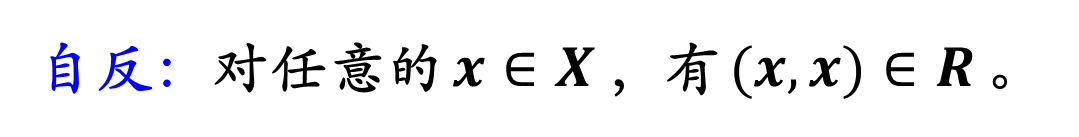 自反：对任意的 x ∈ X ，有 (x, x) ∈ R 。